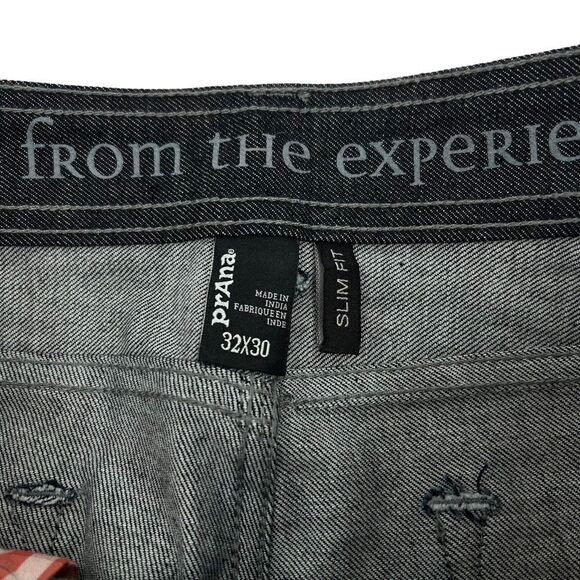 from the experie
prAna®
MADE IN
INDIA
FABRIQUE EN
INDE
32X30
SLIM FIT